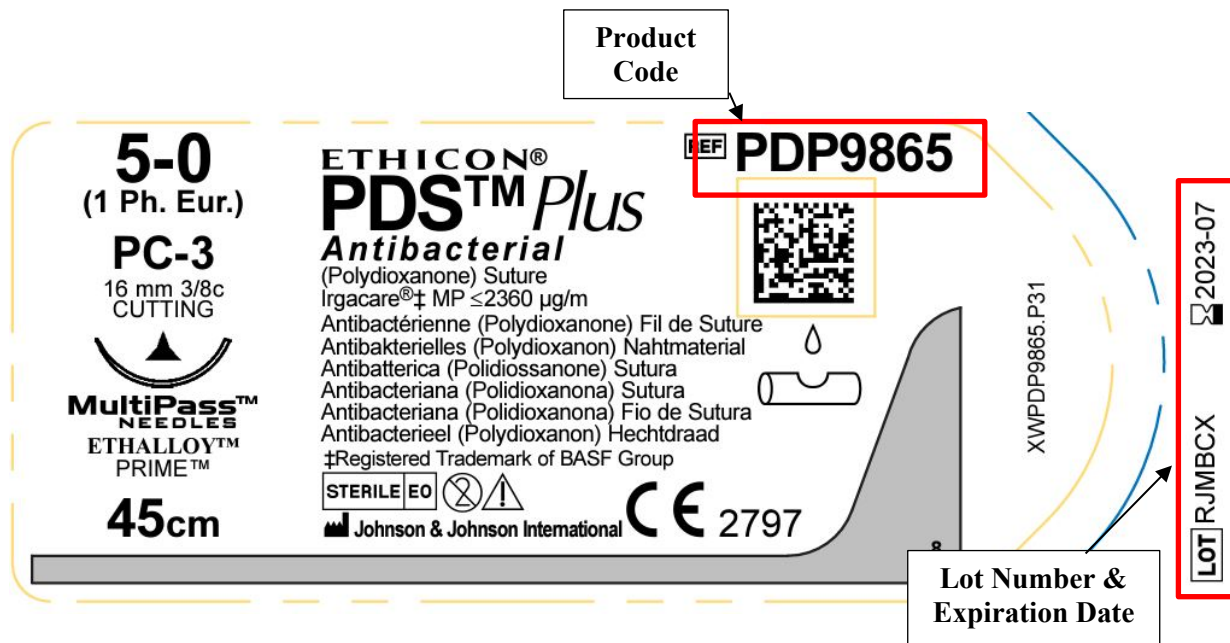 Product
Code
5-0
(1 Ph. Eur.)
PC-3
16 mm 3/8c
CUTTING
MultiPass™
NEEDLES
ETHALLOY™
PRIME™
45cm
ETHICON®
PDS™ Plus
Antibacterial
(Polydioxanone) Suture
Irgacare®‡ MP ≤2360 µg/m
Antibactérienne (Polydioxanone) Fil de Suture
Antibakterielles (Polydioxanon) Nahtmaterial
Antibatterica (Polidiossanone) Sutura
Antibacteriana (Polidioxanona) Sutura
Antibacteriana (Polidioxanona) Fio de Sutura
Antibacterieel (Polydioxanon) Hechtdraad
‡Registered Trademark of BASF Group
STERILE EO
2
Johnson & Johnson International
CE 2797
REF PDP9865
XWPDP9865.P31
2023-07
LOT RJMBCX
Lot Number &
Expiration Date